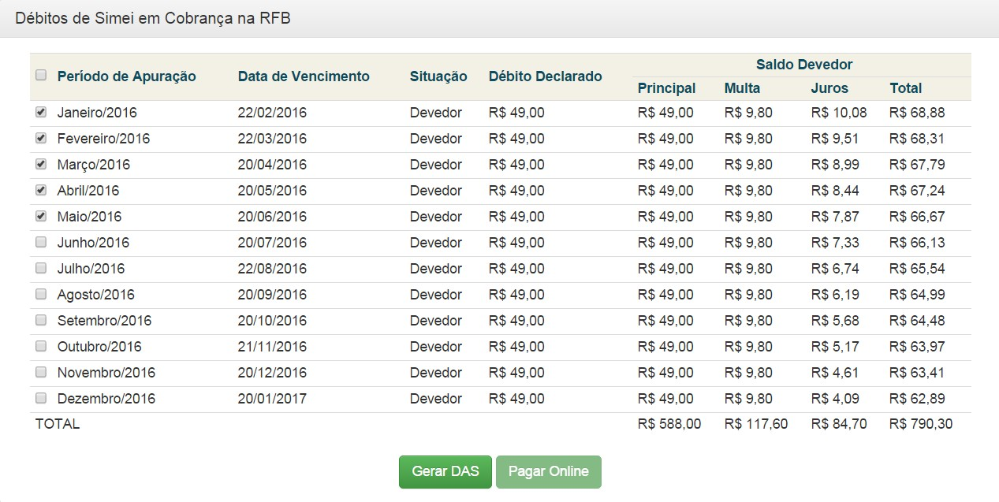 Débitos de Simei em Cobrança na RFB
Saldo Devedor
Período de Apuração Data de Vencimento Situação Débito Declarado
Principal Multa Juros Total
Janeiro/2016 22/02/2016 Devedor R$ 49,00 R$ 49,00 R$ 9,80 R$ 10,08 R$ 68,88
Fevereiro/2016 22/03/2016 Devedor R$ 49,00 R$ 49,00 R$ 9,80 R$ 9,51 R$ 68,31
Março/2016 20/04/2016 Devedor R$ 49,00 R$ 49,00 R$ 9,80 R$ 8,99 R$ 67,79
Abril/2016 20/05/2016 Devedor R$ 49,00 R$ 49,00 R$ 9,80 R$ 8,44 R$ 67,24
Maio/2016 20/06/2016 Devedor R$ 49,00 R$ 49,00 R$ 9,80 R$ 7,87 R$ 66,67
Junho/2016 20/07/2016 Devedor R$ 49,00 R$ 49,00 R$ 9,80 R$ 7,33 R$ 66,13
Julho/2016 22/08/2016 Devedor R$ 49,00 R$ 49,00 R$ 9,80 R$ 6,74 R$ 65,54
Agosto/2016 20/09/2016 Devedor R$ 49,00 R$ 49,00 R$ 9,80 R$ 6,19 R$ 64,99
Setembro/2016 20/10/2016 Devedor R$ 49,00 R$ 49,00 R$ 9,80 R$ 5,68 R$ 64,48
Outubro/2016 21/11/2016 Devedor R$ 49,00 R$ 49,00 R$ 9,80 R$ 5,17 R$ 63,97
Novembro/2016 20/12/2016 Devedor R$ 49,00 R$ 49,00 R$ 9,80 R$ 4,61 R$ 63,41
Dezembro/2016 20/01/2017 Devedor R$ 49,00 R$ 49,00 R$ 9,80 R$ 4,09 R$ 62,89
TOTAL R$ 588,00 R$ 117,60 R$ 84,70 R$ 790,30
Gerar DAS Pagar Online